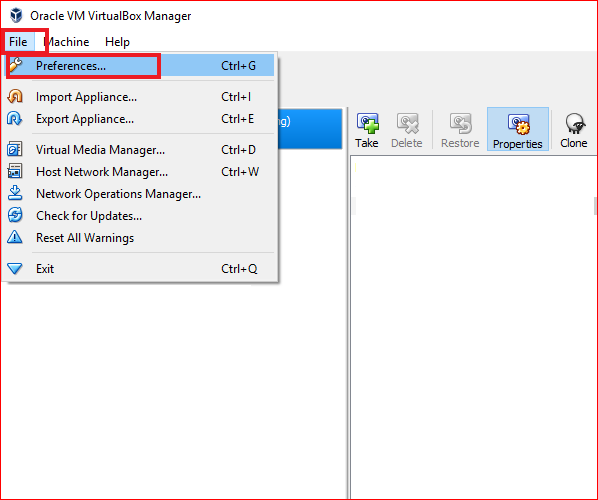 Oracle VM VirtualBox Manager
File Machine Help
Preferences... Ctrl+G
Import Appliance... Ctrl+I
Export Appliance... Ctrl+E
ng)
Virtual Media Manager... Ctrl+D
Host Network Manager... Ctrl+W
Network Operations Manager...
Check for Updates...
Reset All Warnings
Exit Ctrl+Q
Take Delete Restore Properties Clone